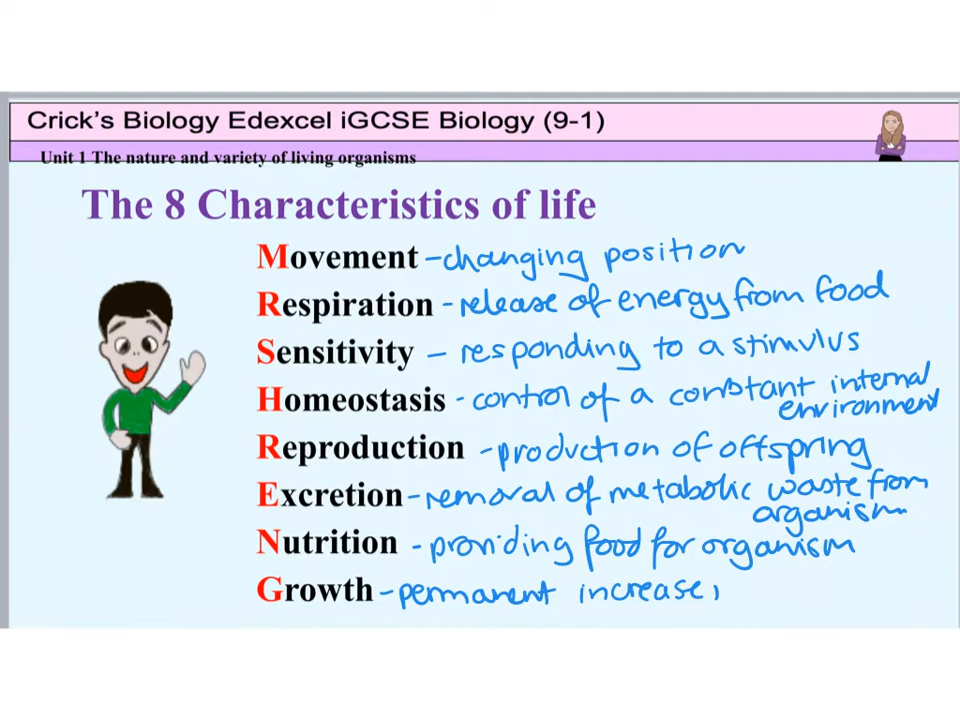 Crick's Biology Edexcel iGCSE Biology (9-1)
Unit 1 The nature and variety of living organisms
The 8 Characteristics of life
Movement - changing position
Respiration - release of energy from food
Sensitivity - responding to a stimulus
Homeostasis - control of a constant internal
environment
Reproduction - production of offspring
Excretion - removal of metabolic waste from
organism
Nutrition - providing food for organism
Growth - permanent increase